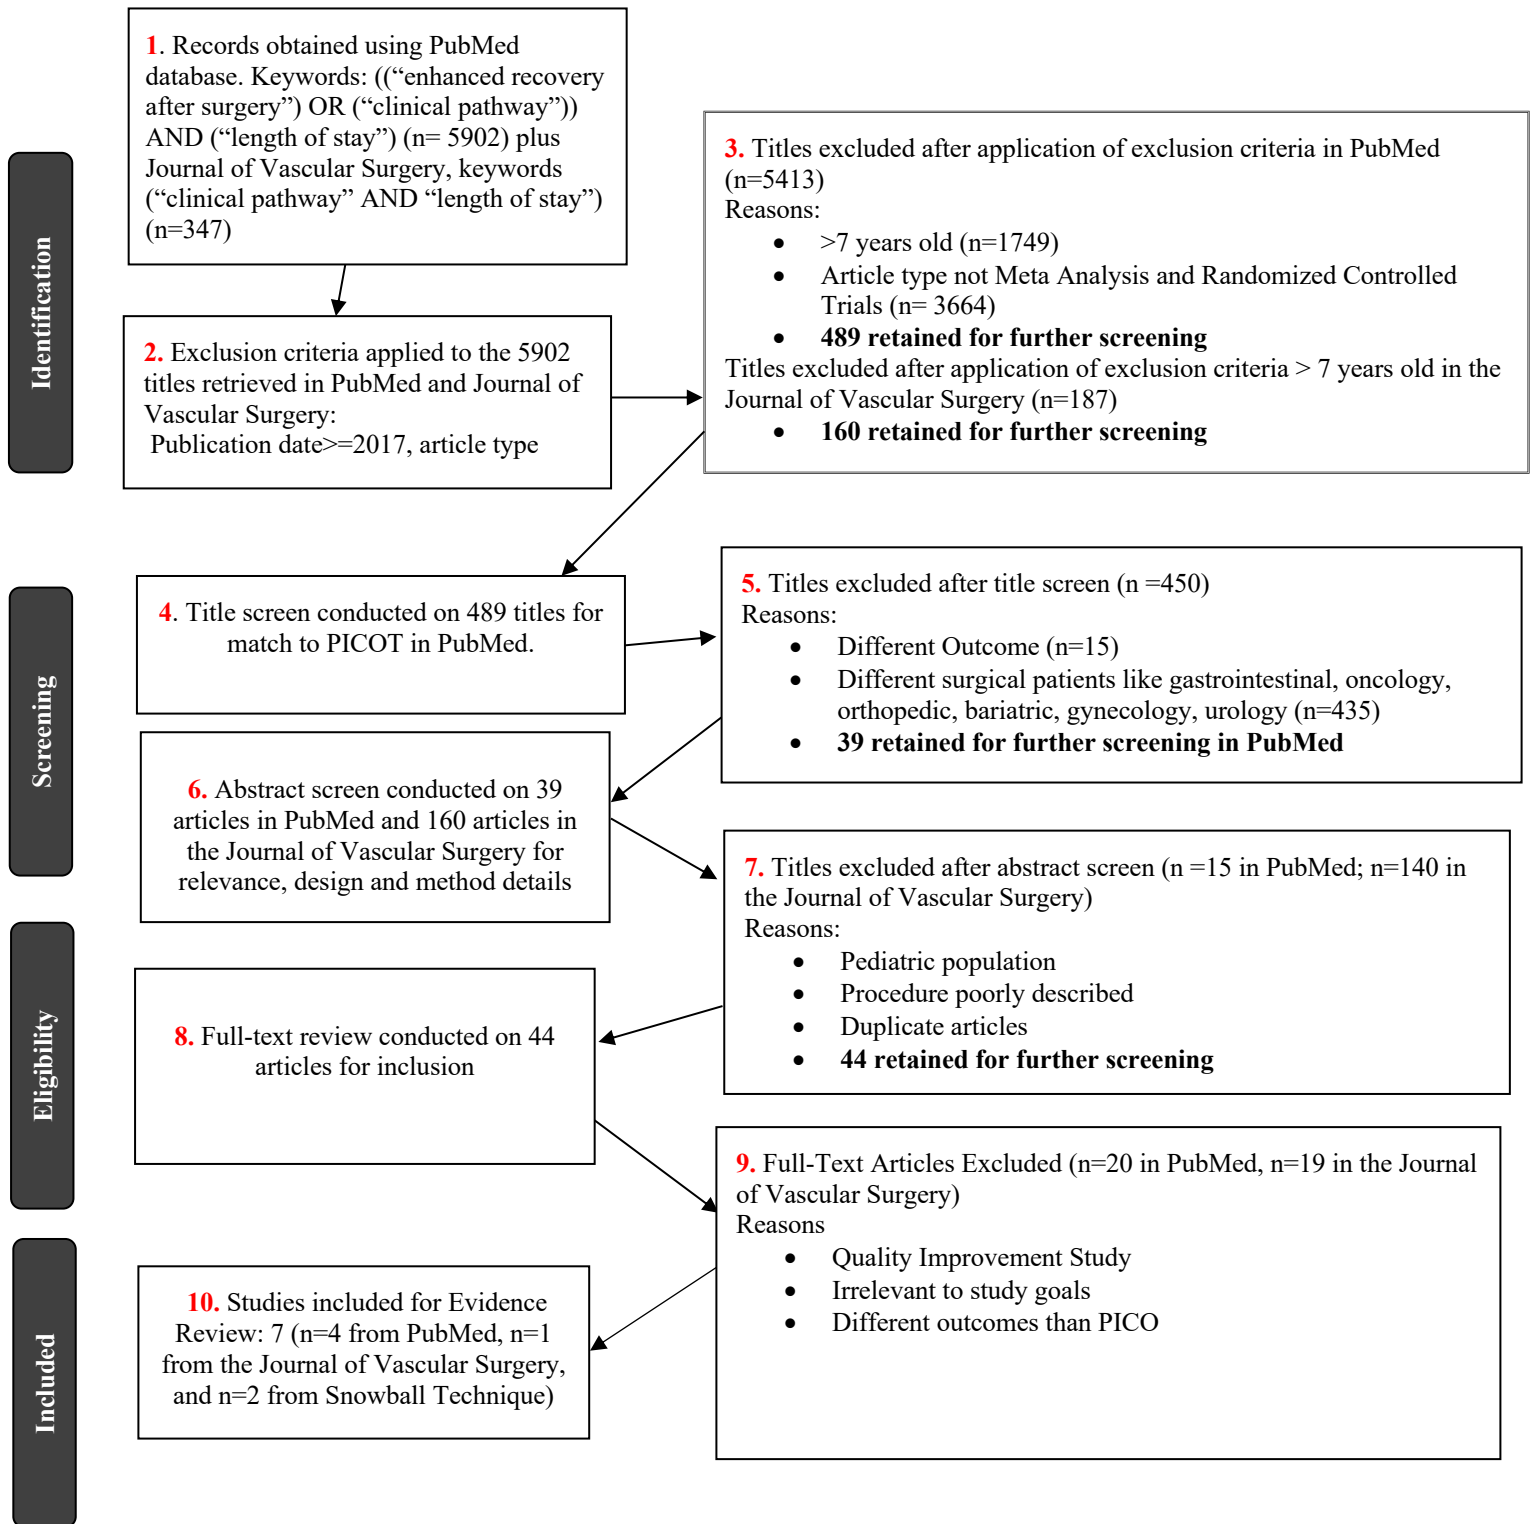 Identification
1. Records obtained using PubMed
database. Keywords: ((“enhanced recovery
after surgery”) OR (“clinical pathway”))
AND (“length of stay”) (n= 5902) plus
Journal of Vascular Surgery, keywords
(“clinical pathway” AND “length of stay”)
(n=347)
2. Exclusion criteria applied to the 5902
titles retrieved in PubMed and Journal of
Vascular Surgery:
Publication date>=2017, article type
3. Titles excluded after application of exclusion criteria in PubMed
(n=5413)
Reasons:
• >7 years old (n=1749)
• Article type not Meta Analysis and Randomized Controlled
Trials (n= 3664)
• 489 retained for further screening
Titles excluded after application of exclusion criteria > 7 years old in the
Journal of Vascular Surgery (n=187)
• 160 retained for further screening
Screening
4. Title screen conducted on 489 titles for
match to PICOT in PubMed.
5. Titles excluded after title screen (n =450)
Reasons:
• Different Outcome (n=15)
• Different surgical patients like gastrointestinal, oncology,
orthopedic, bariatric, gynecology, urology (n=435)
• 39 retained for further screening in PubMed
6. Abstract screen conducted on 39
articles in PubMed and 160 articles in
the Journal of Vascular Surgery for
relevance, design and method details
7. Titles excluded after abstract screen (n =15 in PubMed; n=140 in
the Journal of Vascular Surgery)
Reasons:
• Pediatric population
• Procedure poorly described
• Duplicate articles
• 44 retained for further screening
Eligibility
8. Full-text review conducted on 44
articles for inclusion
9. Full-Text Articles Excluded (n=20 in PubMed, n=19 in the Journal
of Vascular Surgery)
Reasons
• Quality Improvement Study
• Irrelevant to study goals
• Different outcomes than PICO
Included
10. Studies included for Evidence
Review: 7 (n=4 from PubMed, n=1
from the Journal of Vascular Surgery,
and n=2 from Snowball Technique)